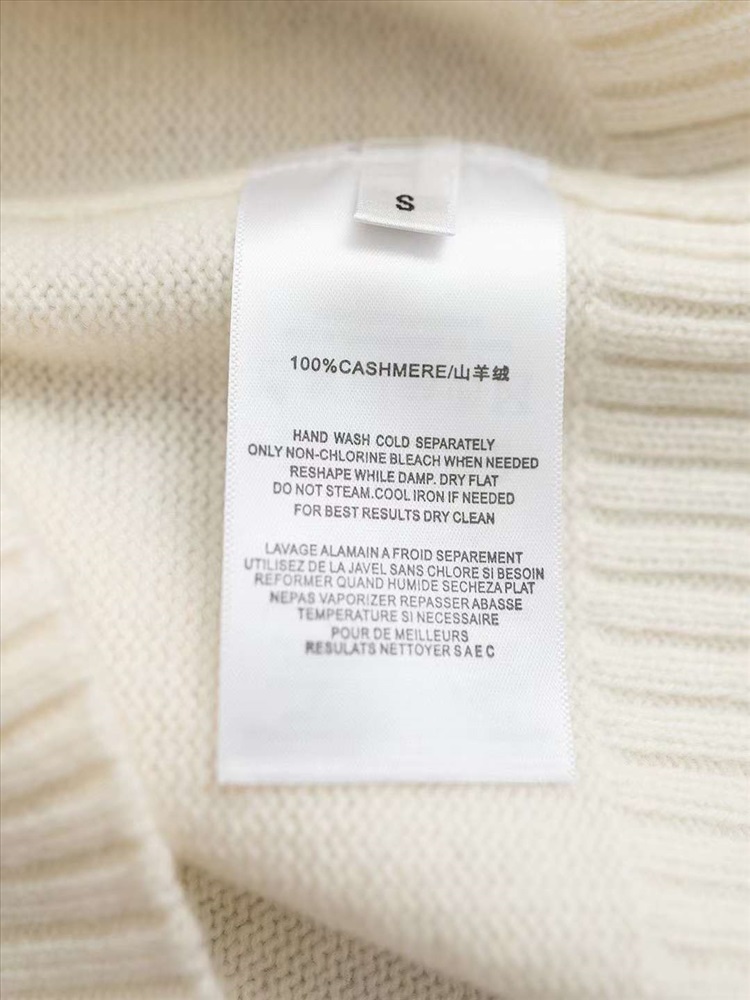 S
100%CASHMERE/山羊绒
HAND WASH COLD SEPARATELY
ONLY NON-CHLORINE BLEACH WHEN NEEDED
RESHAPE WHILE DAMP. DRY FLAT
DO NOT STEAM.COOL IRON IF NEEDED
FOR BEST RESULTS DRY CLEAN
LAVAGE ALAMAIN A FROID SEPAREMENT
UTILISEZ DE LA JAVEL SANS CHLORE SI BESOIN
REFORMER QUAND HUMIDE SECHEZA PLAT
NEPAS VAPORIZER REPASSER ABASSE
TEMPERATURE SI NECESSAIRE
POUR DE MEILLEURS
RESULATS NETTOYER S A E C